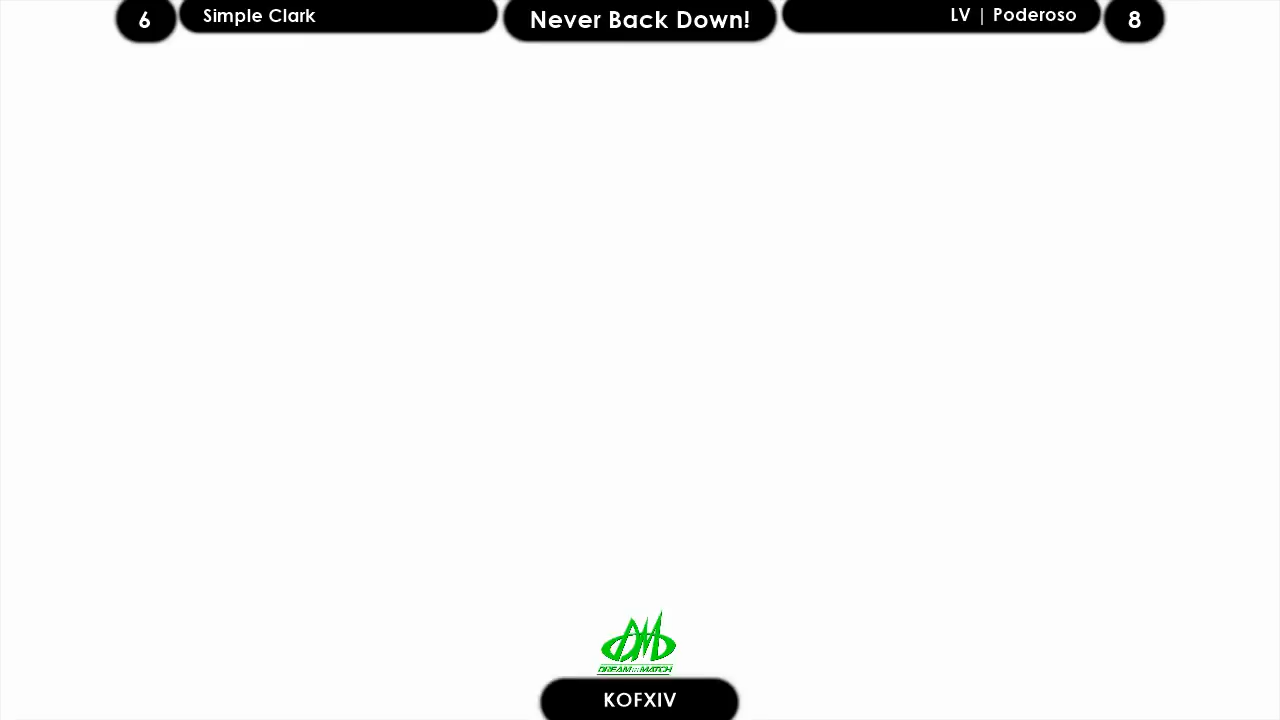 6
Simple Clark
Never Back Down!
LV | Poderoso
8
DREAM MATCH
KOFXIV